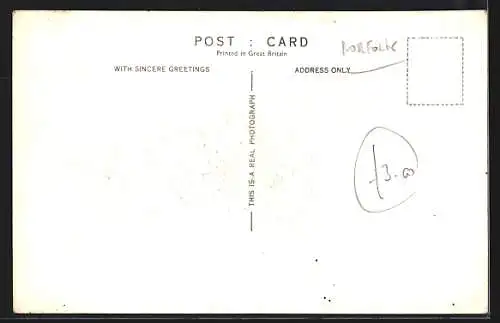 POST : CARD
Printed in Great Britain
NORFOLK
WITH SINCERE GREETINGS
ADDRESS ONLY
THIS IS A REAL PHOTOGRAPH
£3.00